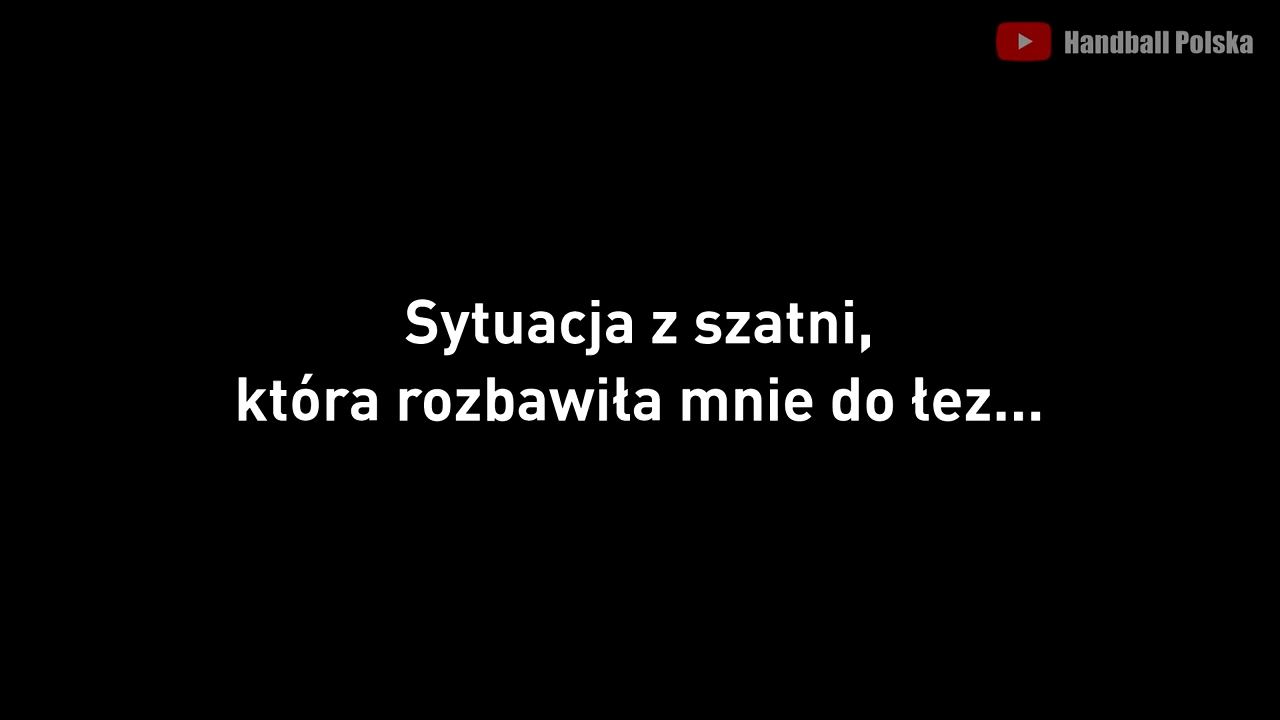 Handball Polska
Sytuacja z szatni,
która rozbawiła mnie do łez...